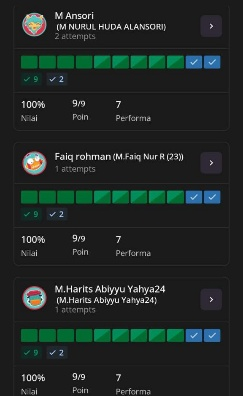 M Ansori
(M NURUL HUDA ALANSORI)
2 attempts
9 2
100% 9/9 7
Nilai Poin Performa
Faiq rohman (M.Faiq Nur R (23))
1 attempts
9 2
100% 9/9 7
Nilai Poin Performa
M.Harits Abiyyu Yahya24
(M.Harits Abiyyu Yahya24)
1 attempts
9 2
100% 9/9 7
Nilai Poin Performa